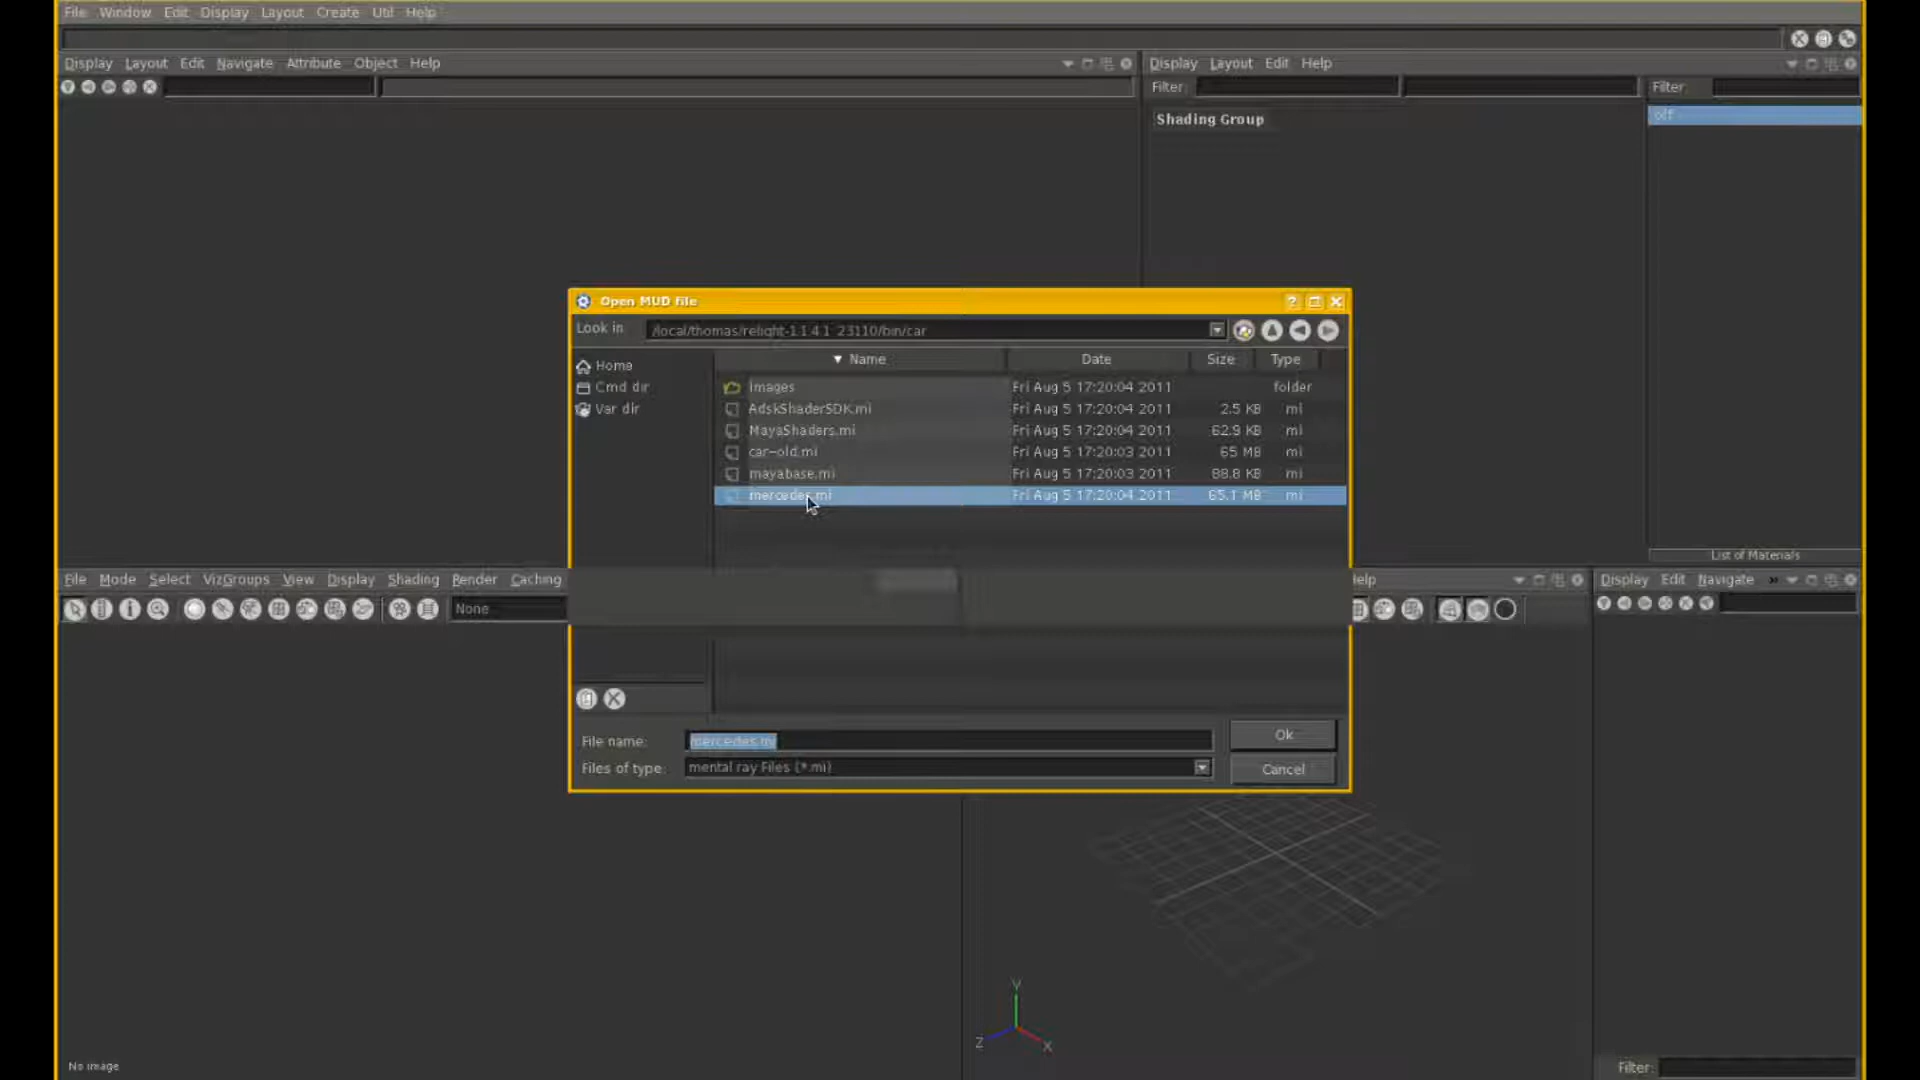 File Window Edit Display Layout Create Util Help
Display Layout Edit Navigate Attribute Object Help
Display Layout Edit Help
Filter:
Filter
Shading Group
off
Open MUD file
Look in
/local/thomas/relight-1.1.4.1_23110/bin/car
Name Date Size Type
Home
Cmd dir
Var dir
images Fri Aug 5 17:20:04 2011 folder
AdskShaderSDK.mi Fri Aug 5 17:20:04 2011 2.5 KB mi
MayaShaders.mi Fri Aug 5 17:20:04 2011 62.9 KB mi
car-old.mi Fri Aug 5 17:20:03 2011 65 MB mi
mayabase.mi Fri Aug 5 17:20:03 2011 88.8 KB mi
mercedes.mi Fri Aug 5 17:20:04 2011 65.1 MB mi
List of Materials
File Mode Select VizGroups View Display Shading Render Caching
Help
Display Edit Navigate »
None
File name: mercedes.mi
Ok
Files of type: mental ray Files (*.mi)
Cancel
Y
Z
X
No image
Filter: